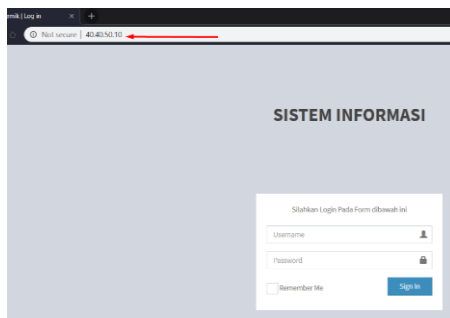 emik | Log in × +
Not secure | 40.40.50.10
SISTEM INFORMASI
Silahkan Login Pada Form dibawah ini
Username
Password
Remember Me
Sign In